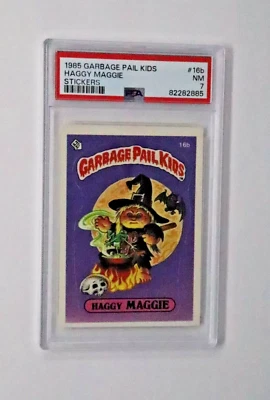 1985 GARBAGE PAIL KIDS #16b
HAGGY MAGGIE NM
STICKERS 7
82282885
16b
GARBAGE PAIL KIDS
HAGGY MAGGIE